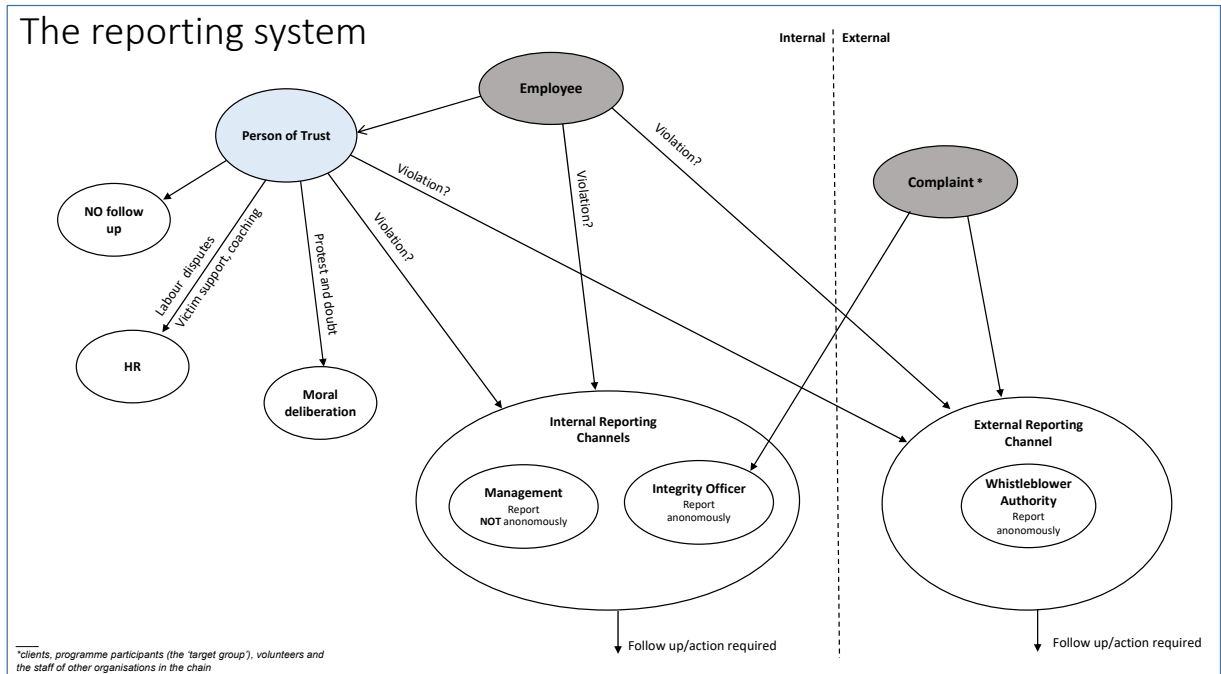 The reporting system
Internal
External
Employee
Person of Trust
Violation?
Violation?
Complaint *
Violation?
NO follow
up
Violation?
Labour disputes
Victim support, coaching
Protest and doubt
HR
Moral
deliberation
Internal Reporting
Channels
External Reporting
Channel
Management
Report
NOT anonomously
Integrity Officer
Report
anonomously
Whistleblower
Authority
Report
anonomously
Follow up/action required
Follow up/action required
*clients, programme participants (the 'target group'), volunteers and
the staff of other organisations in the chain